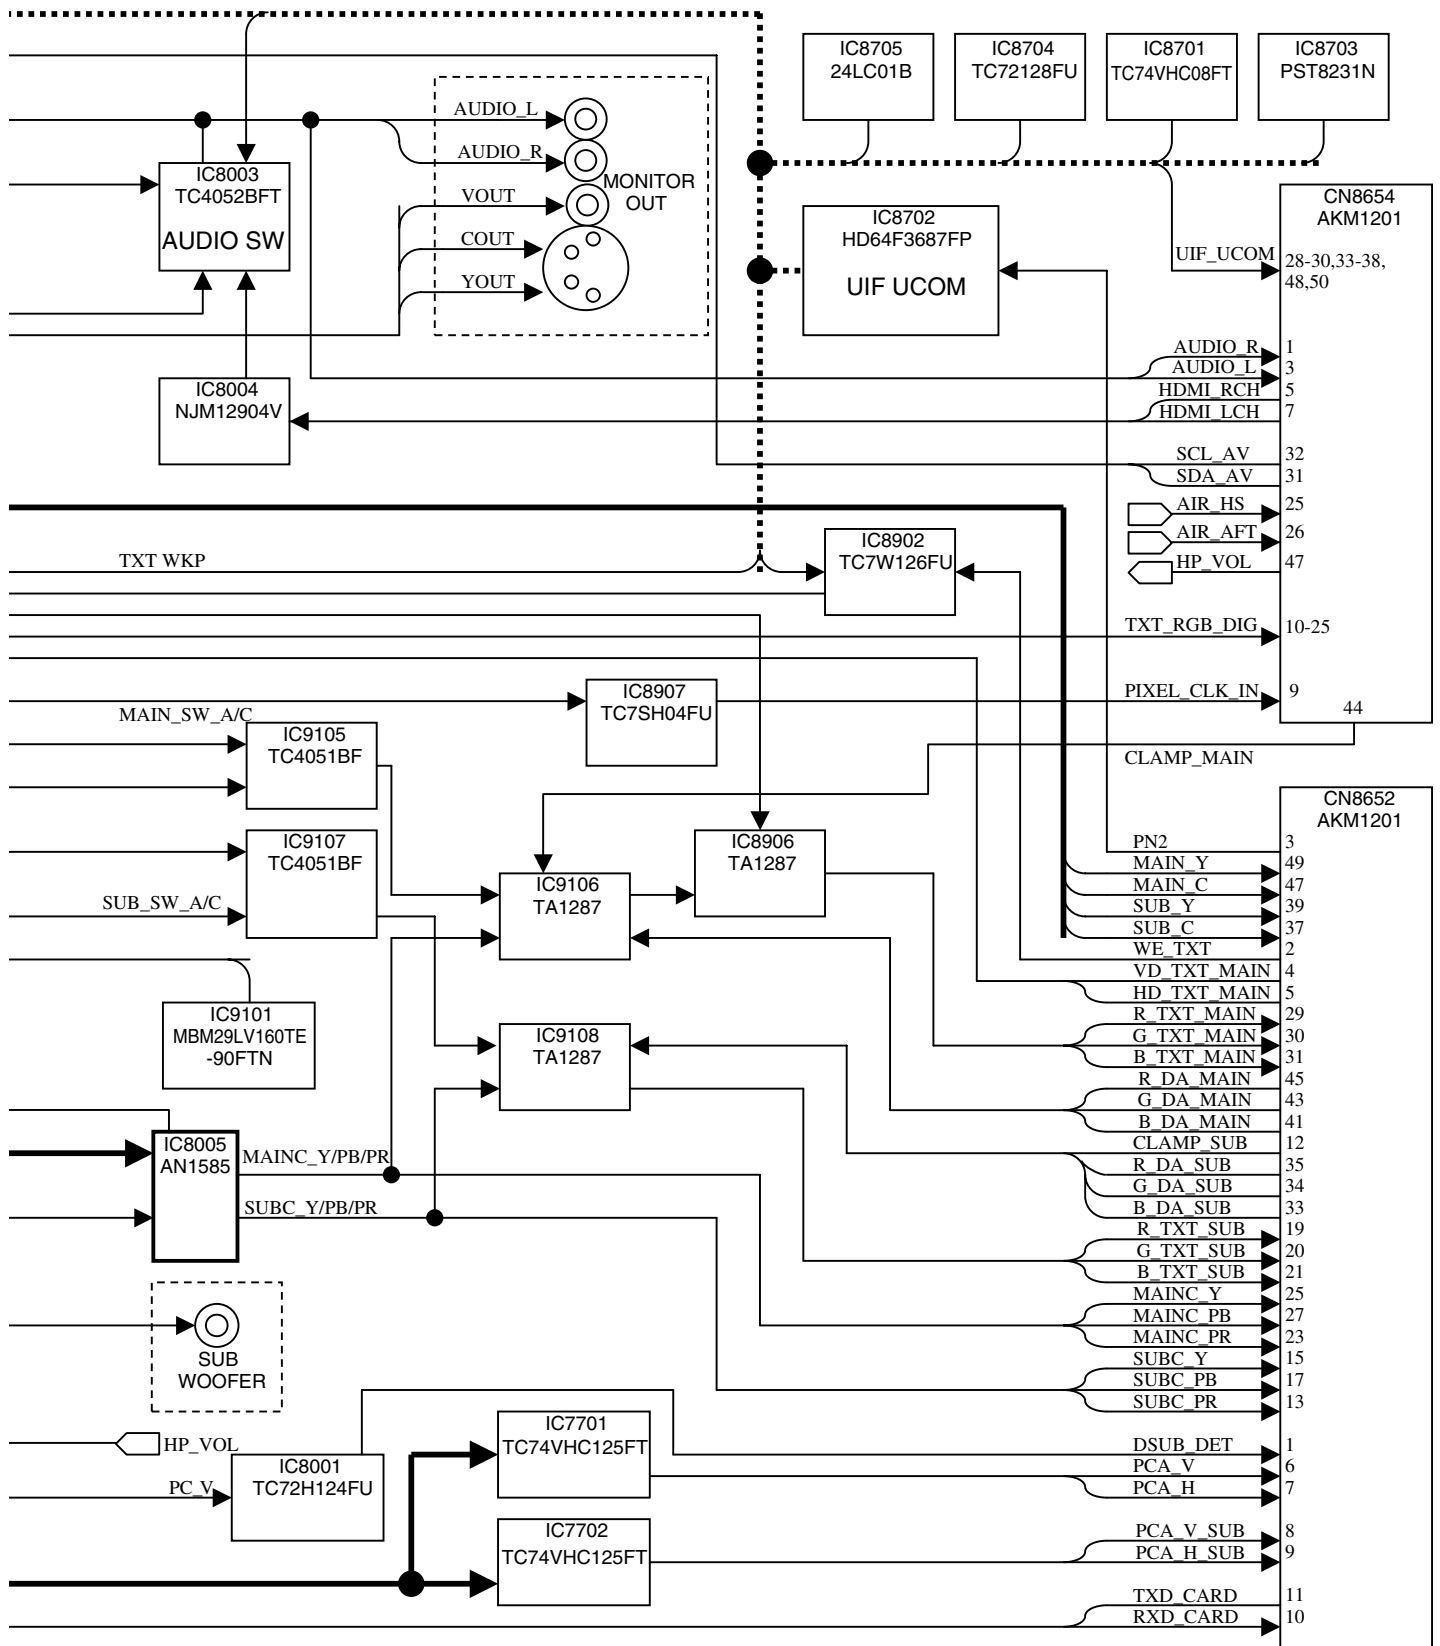 IC8705
24LC01B
IC8704
TC72128FU
IC8701
TC74VHC08FT
IC8703
PST8231N
AUDIO_L
AUDIO_R
VOUT
COUT
YOUT
MONITOR
OUT
IC8003
TC4052BFT
AUDIO SW
IC8702
HD64F3687FP
UIF UCOM
CN8654
AKM1201
UIF_UCOM
28-30,33-38,
48,50
AUDIO_R 1
AUDIO_L 3
HDMI_RCH 5
HDMI_LCH 7
IC8004
NJM12904V
SCL_AV 32
SDA_AV 31
AIR_HS 25
AIR_AFT 26
HP_VOL 47
TXT WKP
IC8902
TC7W126FU
TXT_RGB_DIG 10-25
IC8907
TC7SH04FU
PIXEL_CLK_IN 9
44
CLAMP_MAIN
MAIN_SW_A/C
IC9105
TC4051BF
IC9107
TC4051BF
SUB_SW_A/C
IC9106
TA1287
IC8906
TA1287
CN8652
AKM1201
PN2 3
MAIN_Y 49
MAIN_C 47
SUB_Y 39
SUB_C 37
WE_TXT 2
VD_TXT_MAIN 4
HD_TXT_MAIN 5
R_TXT_MAIN 29
G_TXT_MAIN 30
B_TXT_MAIN 31
R_DA_MAIN 45
G_DA_MAIN 43
B_DA_MAIN 41
CLAMP_SUB 12
R_DA_SUB 35
G_DA_SUB 34
B_DA_SUB 33
R_TXT_SUB 19
G_TXT_SUB 20
B_TXT_SUB 21
MAINC_Y 25
MAINC_PB 27
MAINC_PR 23
SUBC_Y 15
SUBC_PB 17
SUBC_PR 13
DSUB_DET 1
PCA_V 6
PCA_H 7
PCA_V_SUB 8
PCA_H_SUB 9
TXD_CARD 11
RXD_CARD 10
IC9101
MBM29LV160TE
-90FTN
IC9108
TA1287
IC8005
AN1585
MAINC_Y/PB/PR
SUBC_Y/PB/PR
SUB
WOOFER
HP_VOL
PC_V
IC8001
TC72H124FU
IC7701
TC74VHC125FT
IC7702
TC74VHC125FT